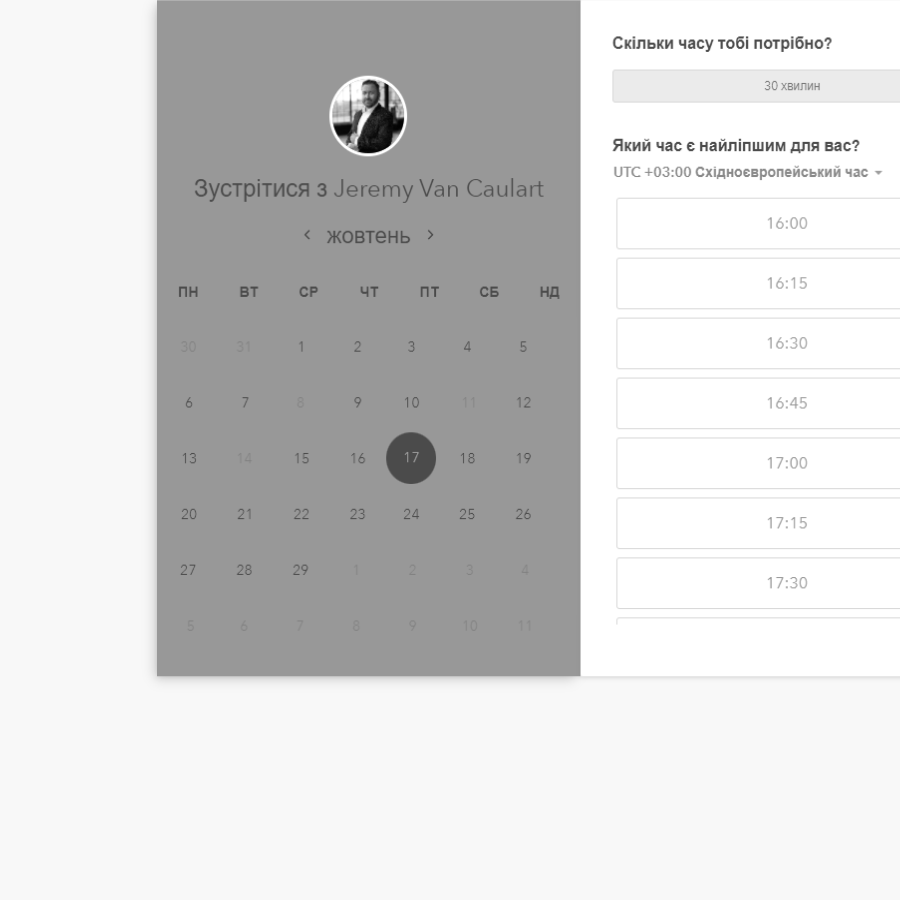 Зустрітися з Jeremy Van Caulart
жовтень
ПН ВТ СР ЧТ ПТ СБ НД
30 31 1 2 3 4 5
6 7 8 9 10 11 12
13 14 15 16 17 18 19
20 21 22 23 24 25 26
27 28 29 1 2 3 4
5 6 7 8 9 10 11
Скільки часу тобі потрібно?
30 хвилин
Який час є найліпшим для вас?
UTC +03:00 Східноєвропейський час
16:00
16:15
16:30
16:45
17:00
17:15
17:30